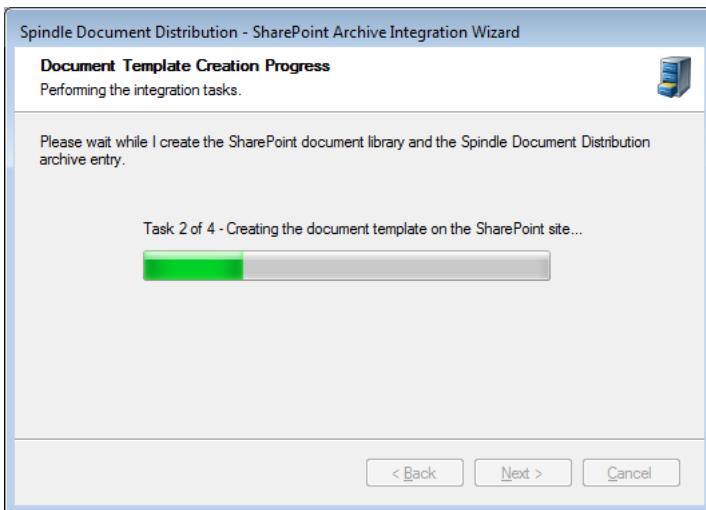 Spindle Document Distribution - SharePoint Archive Integration Wizard
Document Template Creation Progress
Performing the integration tasks.
Please wait while I create the SharePoint document library and the Spindle Document Distribution
archive entry.
Task 2 of 4 - Creating the document template on the SharePoint site...
< Back Next > Cancel